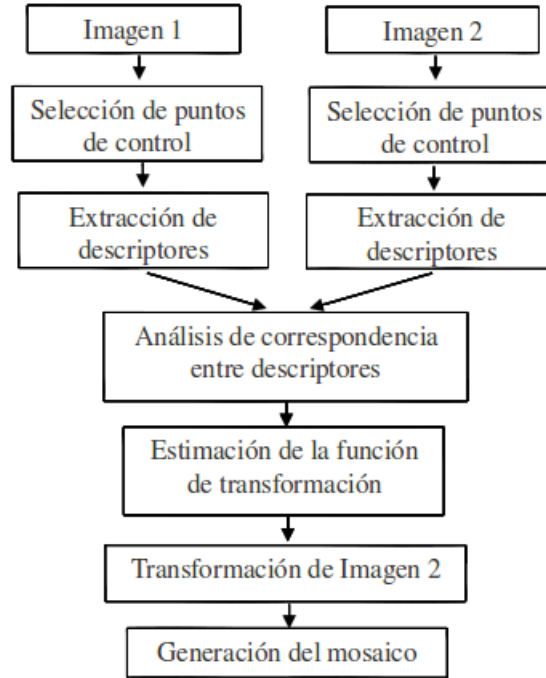 Imagen 1
Imagen 2
Selección de puntos
de control
Selección de puntos
de control
Extracción de
descriptores
Extracción de
descriptores
Análisis de correspondencia
entre descriptores
Estimación de la función
de transformación
Transformación de Imagen 2
Generación del mosaico